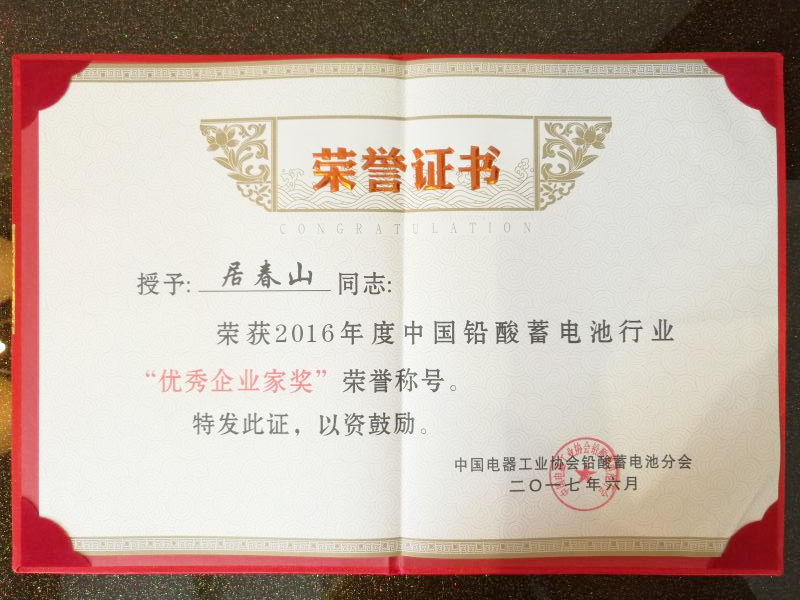 荣誉证书
CONGRATULATION
授予: 居春山 同志:
荣获2016年度中国铅酸蓄电池行业
“优秀企业家奖”荣誉称号。
特发此证，以资鼓励。
中国电器工业协会铅酸蓄电池分会
二〇一七年六月